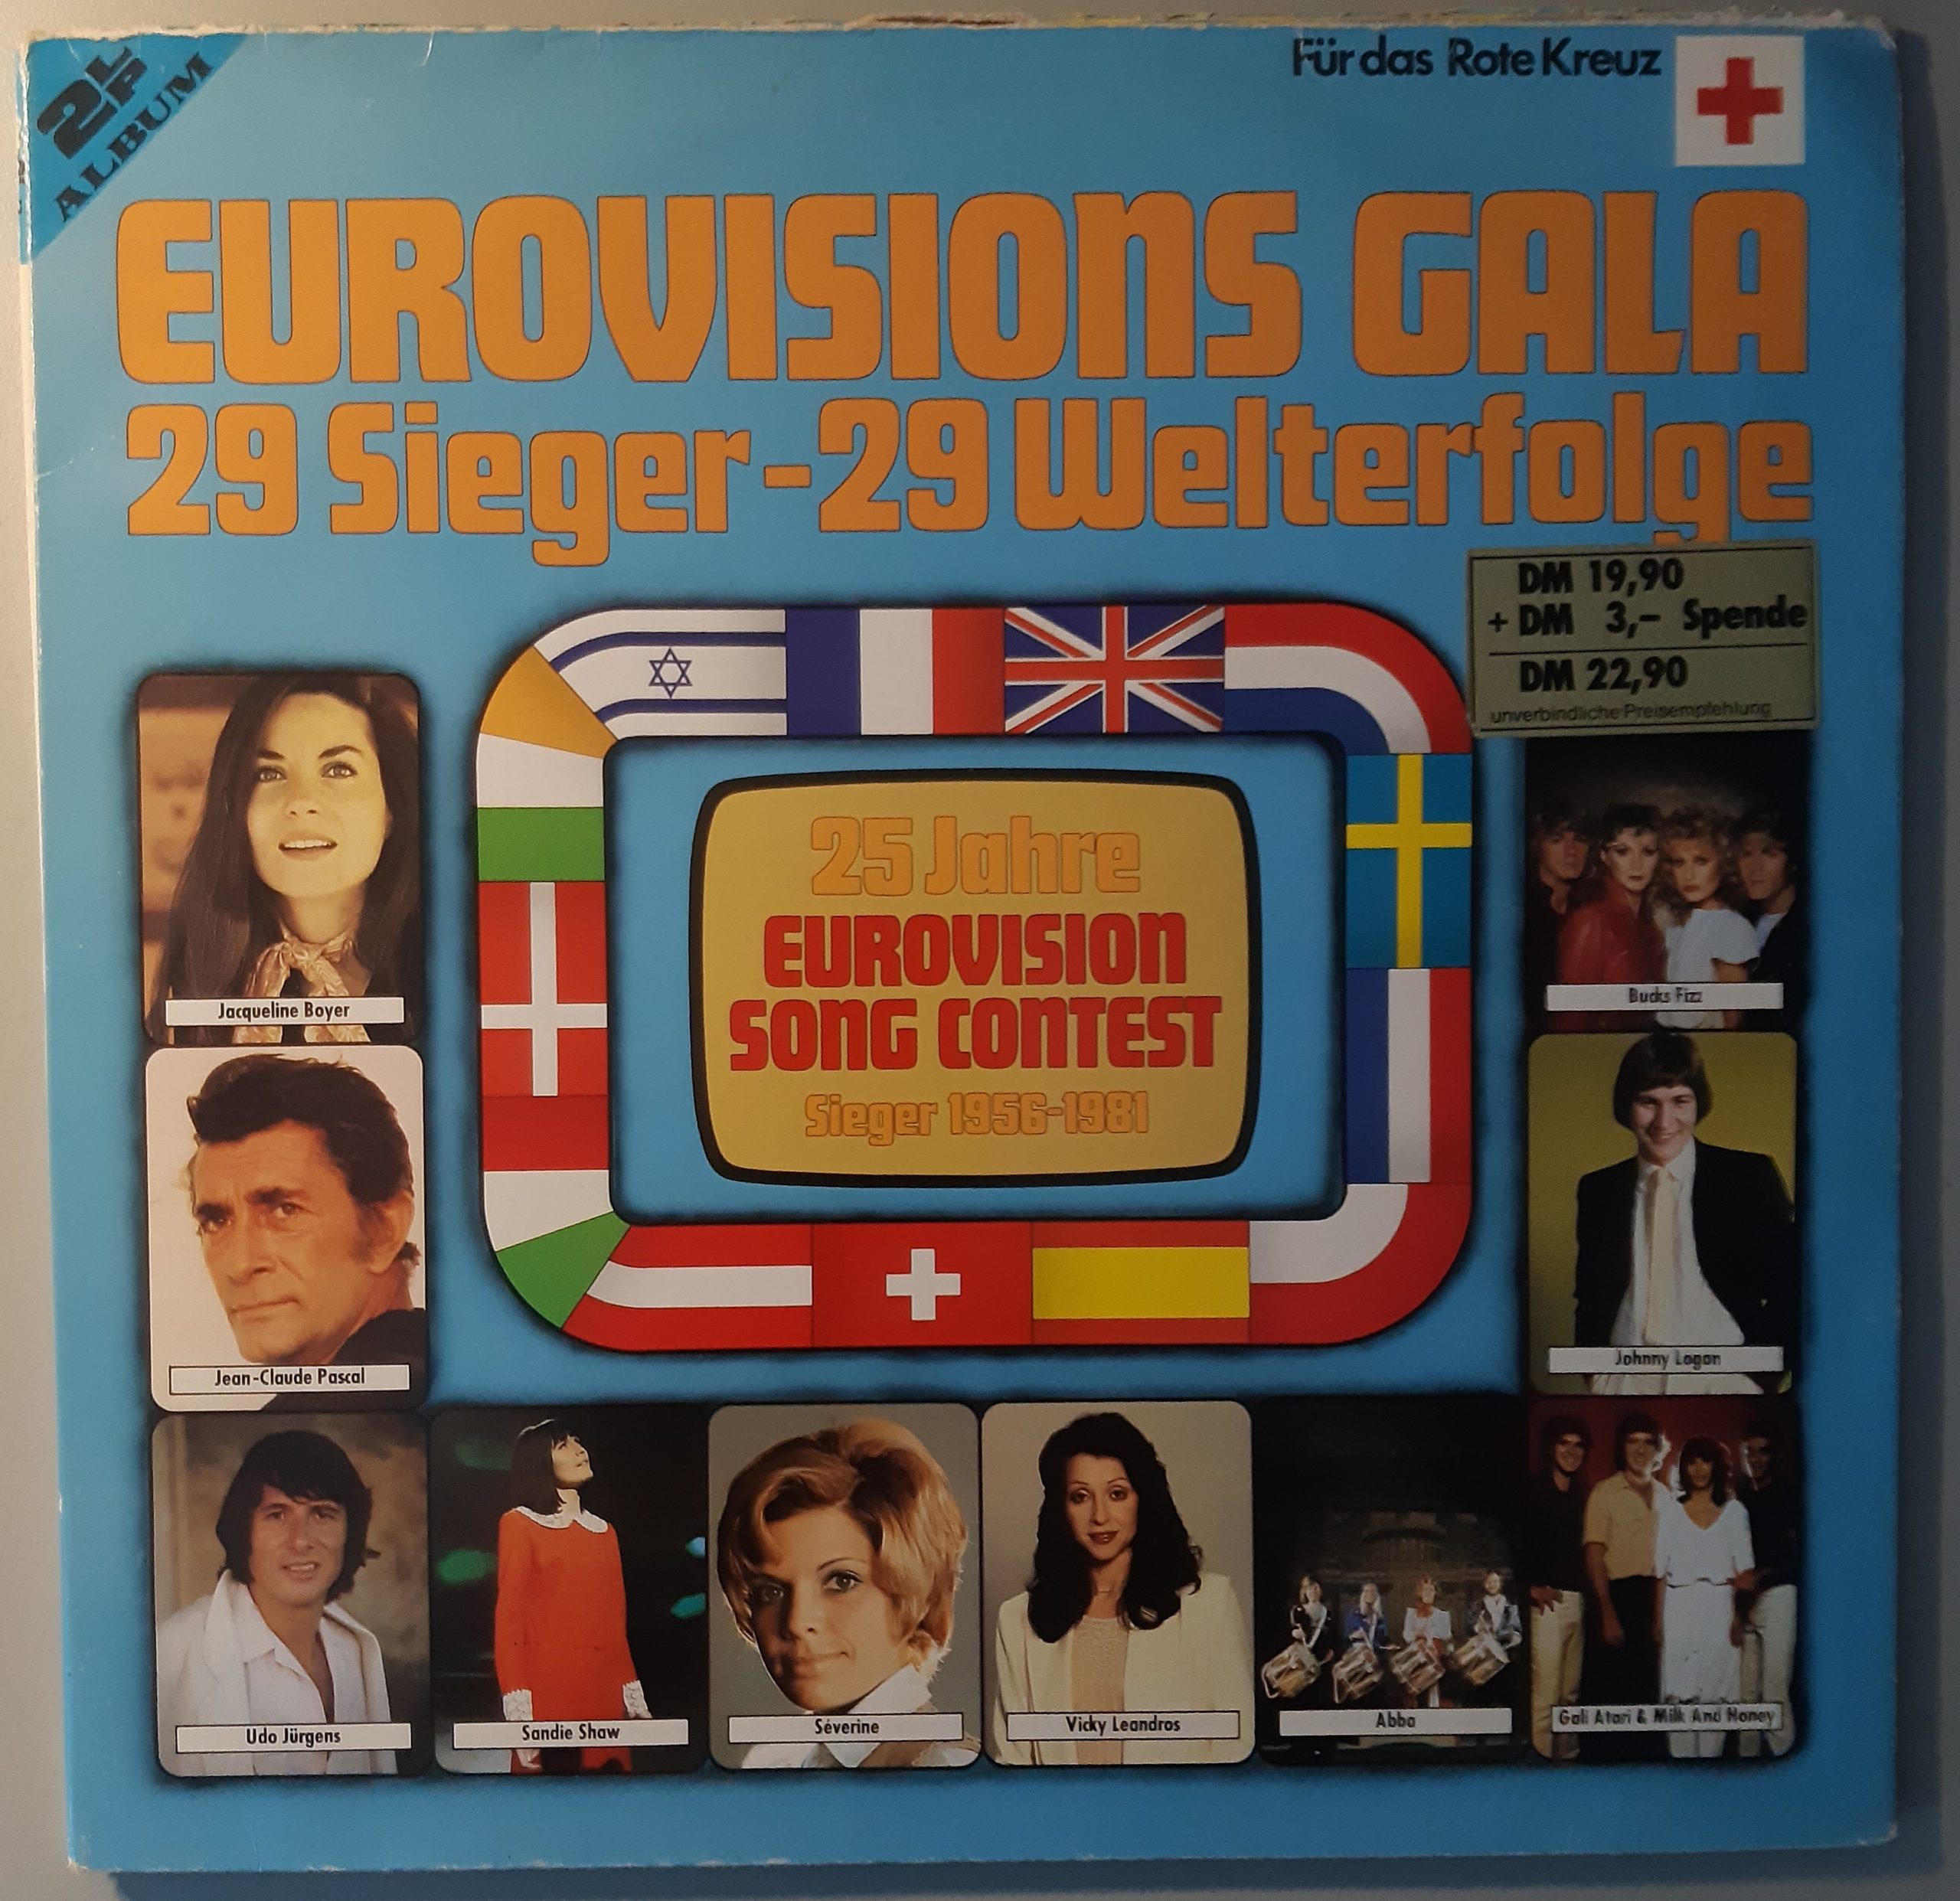 2LP
ALBUM
Für das Rote Kreuz
EUROVISIONS GALA
29 Sieger-29 Welterfolge
DM 19,90
+ DM 3,- Spende
DM 22,90
unverbindliche Preisempfehlung
25 Jahre
EUROVISION
SONG CONTEST
Sieger 1956-1981
Jacqueline Boyer
Bucks Fizz
Jean-Claude Pascal
Johnny Logan
Udo Jürgens
Sandie Shaw
Séverine
Vicky Leandros
Abba
Gali Atari & Milk And Honey